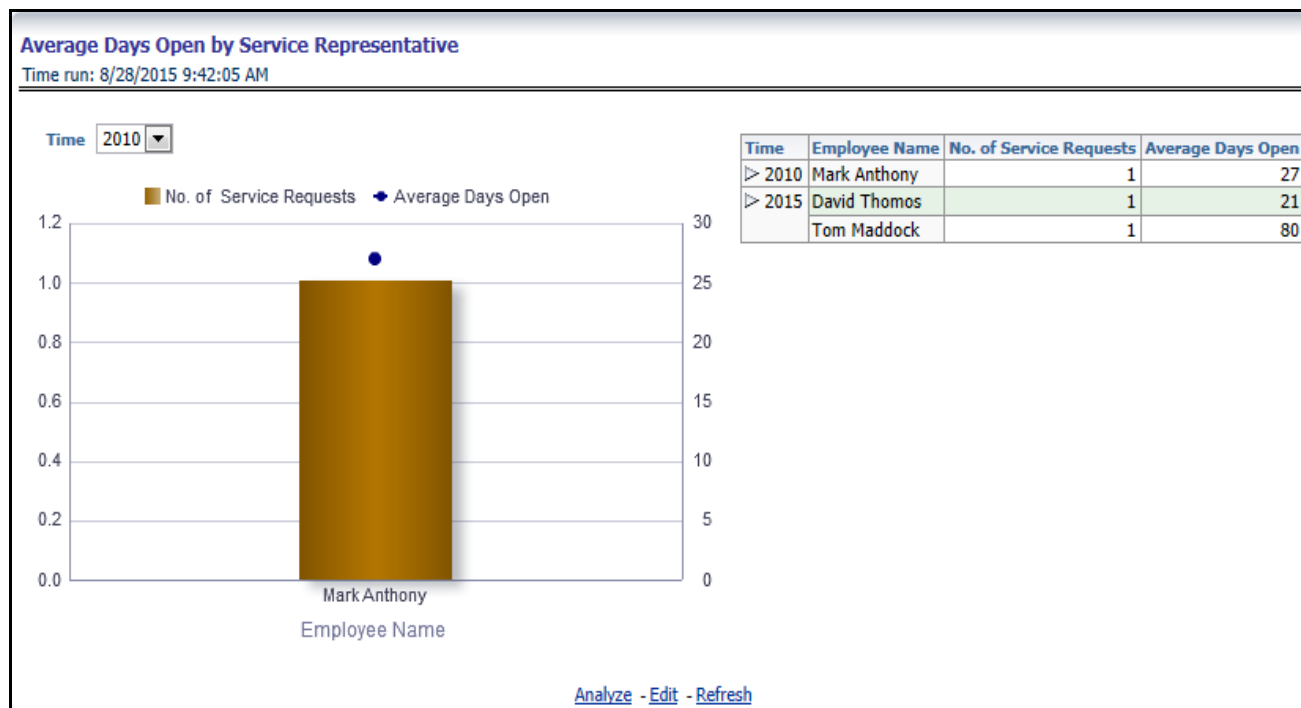 Average Days Open by Service Representative
Time run: 8/28/2015 9:42:05 AM
Time 2010
No. of Service Requests Average Days Open
1.2 30
1.0 25
0.8 20
0.6 15
0.4 10
0.2 5
0.0 0
Mark Anthony
Employee Name
Time Employee Name No. of Service Requests Average Days Open
2010 Mark Anthony 1 27
2015 David Thomos 1 21
Tom Maddock 1 80
Analyze - Edit - Refresh